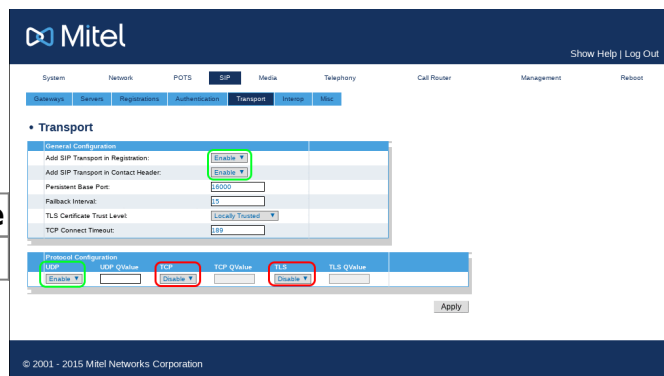 Mitel
Show Help | Log Out
System Network POTS SIP Media Telephony Call Router Management Reboot
Gateways Servers Registrations Authentication Transport Interop Misc
• Transport
General Configuration
Add SIP Transport in Registration: Enable
Add SIP Transport in Contact Header: Enable
Persistent Base Port: 16000
Failback Interval: 15
TLS Certificate Trust Level: Locally Trusted
TCP Connect Timeout: 189
e
Protocol Configuration
UDP UDP QValue TCP TCP QValue TLS TLS QValue
Enable Disable Disable
Apply
© 2001 - 2015 Mitel Networks Corporation